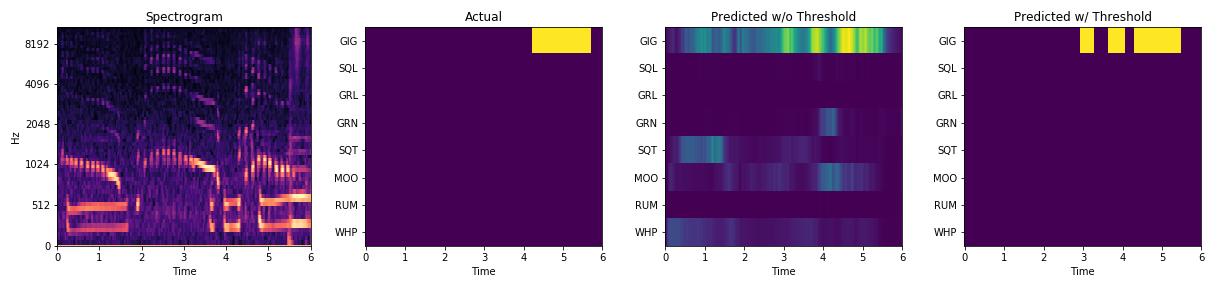 Spectrogram
Hz
8192
4096
2048
1024
512
0
0 1 2 3 4 5 6
Time
Actual
GIG
SQL
GRL
GRN
SQT
MOO
RUM
WHP
0 1 2 3 4 5 6
Time
Predicted w/o Threshold
GIG
SQL
GRL
GRN
SQT
MOO
RUM
WHP
0 1 2 3 4 5 6
Time
Predicted w/ Threshold
GIG
SQL
GRL
GRN
SQT
MOO
RUM
WHP
0 1 2 3 4 5 6
Time